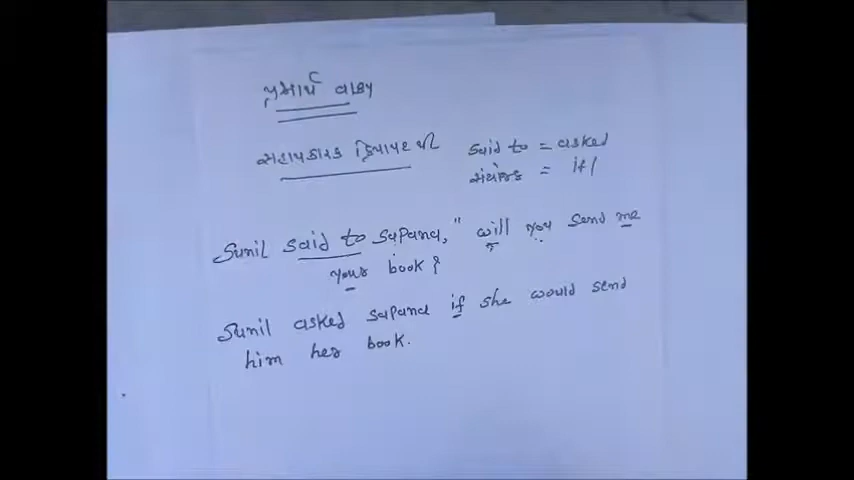 પ્રશ્નાર્થ વાક્ય
સહાયકારક ક્રિયાપદ થી
said to = asked
સંયોજક = if/
Sunil said to sapana," will you send me
your book?
Sunil asked sapana if she would send
him her book.